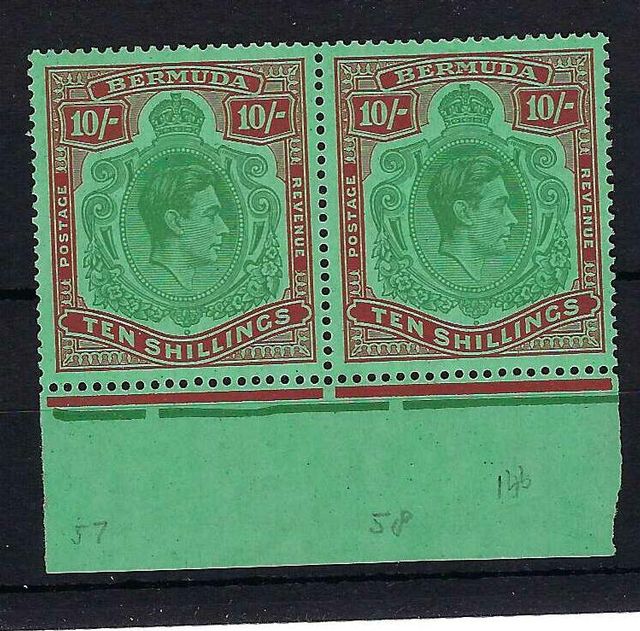 BERMUDA
10/- 10/-
POSTAGE
REVENUE
TEN SHILLINGS
BERMUDA
10/- 10/-
POSTAGE
REVENUE
TEN SHILLINGS
57
58
146